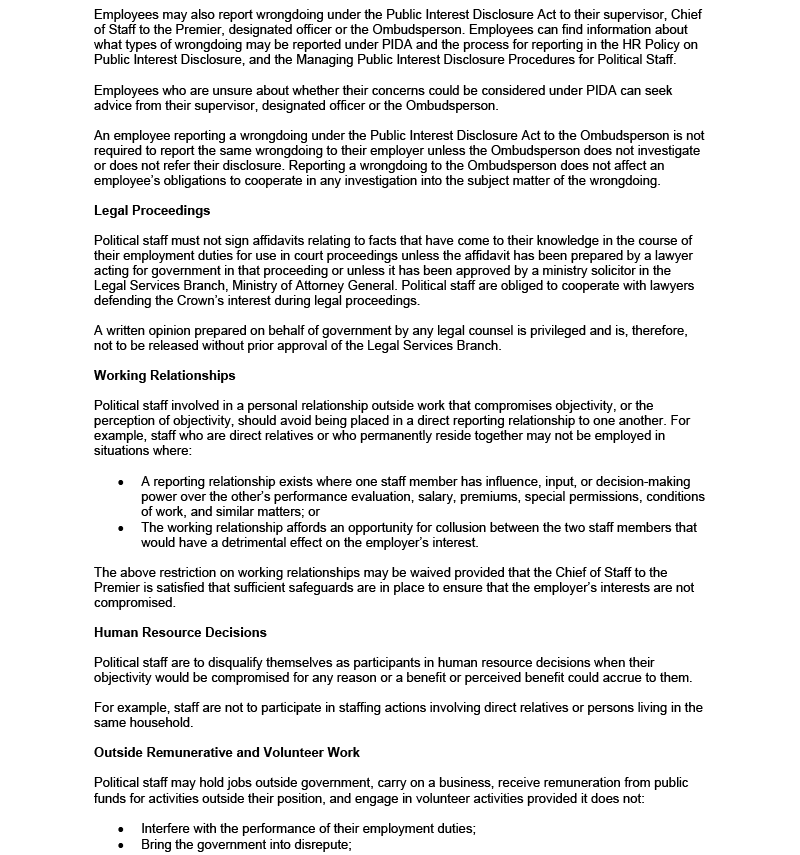 Employees may also report wrongdoing under the Public Interest Disclosure Act to their supervisor, Chief
of Staff to the Premier, designated officer or the Ombudsperson. Employees can find information about
what types of wrongdoing may be reported under PIDA and the process for reporting in the HR Policy on
Public Interest Disclosure, and the Managing Public Interest Disclosure Procedures for Political Staff.
Employees who are unsure about whether their concerns could be considered under PIDA can seek
advice from their supervisor, designated officer or the Ombudsperson.
An employee reporting a wrongdoing under the Public Interest Disclosure Act to the Ombudsperson is not
required to report the same wrongdoing to their employer unless the Ombudsperson does not investigate
or does not refer their disclosure. Reporting a wrongdoing to the Ombudsperson does not affect an
employee's obligations to cooperate in any investigation into the subject matter of the wrongdoing.
Legal Proceedings
Political staff must not sign affidavits relating to facts that have come to their knowledge in the course of
their employment duties for use in court proceedings unless the affidavit has been prepared by a lawyer
acting for government in that proceeding or unless it has been approved by a ministry solicitor in the
Legal Services Branch, Ministry of Attorney General. Political staff are obliged to cooperate with lawyers
defending the Crown's interest during legal proceedings.
A written opinion prepared on behalf of government by any legal counsel is privileged and is, therefore,
not to be released without prior approval of the Legal Services Branch.
Working Relationships
Political staff involved in a personal relationship outside work that compromises objectivity, or the
perception of objectivity, should avoid being placed in a direct reporting relationship to one another. For
example, staff who are direct relatives or who permanently reside together may not be employed in
situations where:
• A reporting relationship exists where one staff member has influence, input, or decision-making
power over the other's performance evaluation, salary, premiums, special permissions, conditions
of work, and similar matters; or
• The working relationship affords an opportunity for collusion between the two staff members that
would have a detrimental effect on the employer's interest.
The above restriction on working relationships may be waived provided that the Chief of Staff to the
Premier is satisfied that sufficient safeguards are in place to ensure that the employer's interests are not
compromised.
Human Resource Decisions
Political staff are to disqualify themselves as participants in human resource decisions when their
objectivity would be compromised for any reason or a benefit or perceived benefit could accrue to them.
For example, staff are not to participate in staffing actions involving direct relatives or persons living in the
same household.
Outside Remunerative and Volunteer Work
Political staff may hold jobs outside government, carry on a business, receive remuneration from public
funds for activities outside their position, and engage in volunteer activities provided it does not:
• Interfere with the performance of their employment duties;
• Bring the government into disrepute;